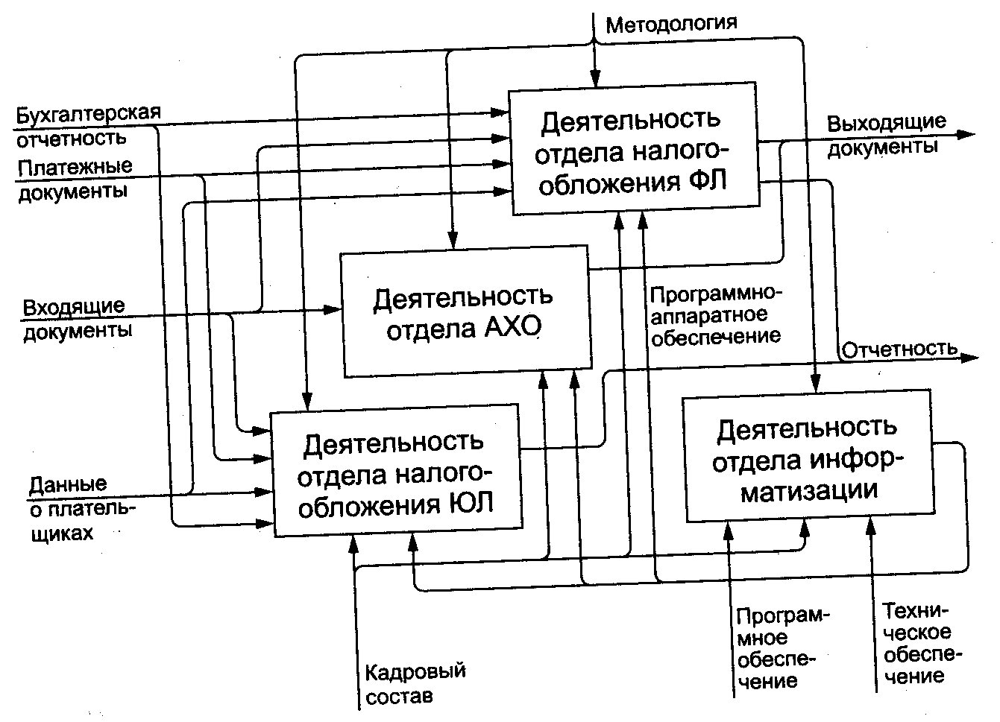 Методология
Бухгалтерская
отчетность
Платежные
документы
Деятельность
отдела налого-
обложения ФЛ
Выходящие
документы
Входящие
документы
Деятельность
отдела АХО
Программно-
аппаратное
обеспечение
Отчетность
Данные
о платель-
щиках
Деятельность
отдела налого-
обложения ЮЛ
Деятельность
отдела инфор-
матизации
Кадровый
состав
Програм-
мное
обеспе-
чение
Техни-
ческое
обеспе-
чение